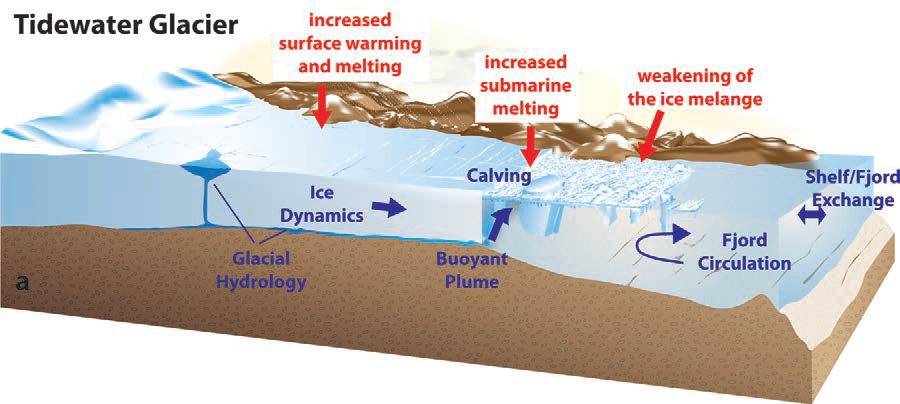 Tidewater Glacier
increased
surface warming
and melting
increased
submarine
melting
weakening of
the ice melange
Calving
Shelf/Fjord
Exchange
Ice
Dynamics
Glacial
Hydrology
Buoyant
Plume
Fjord
Circulation
a